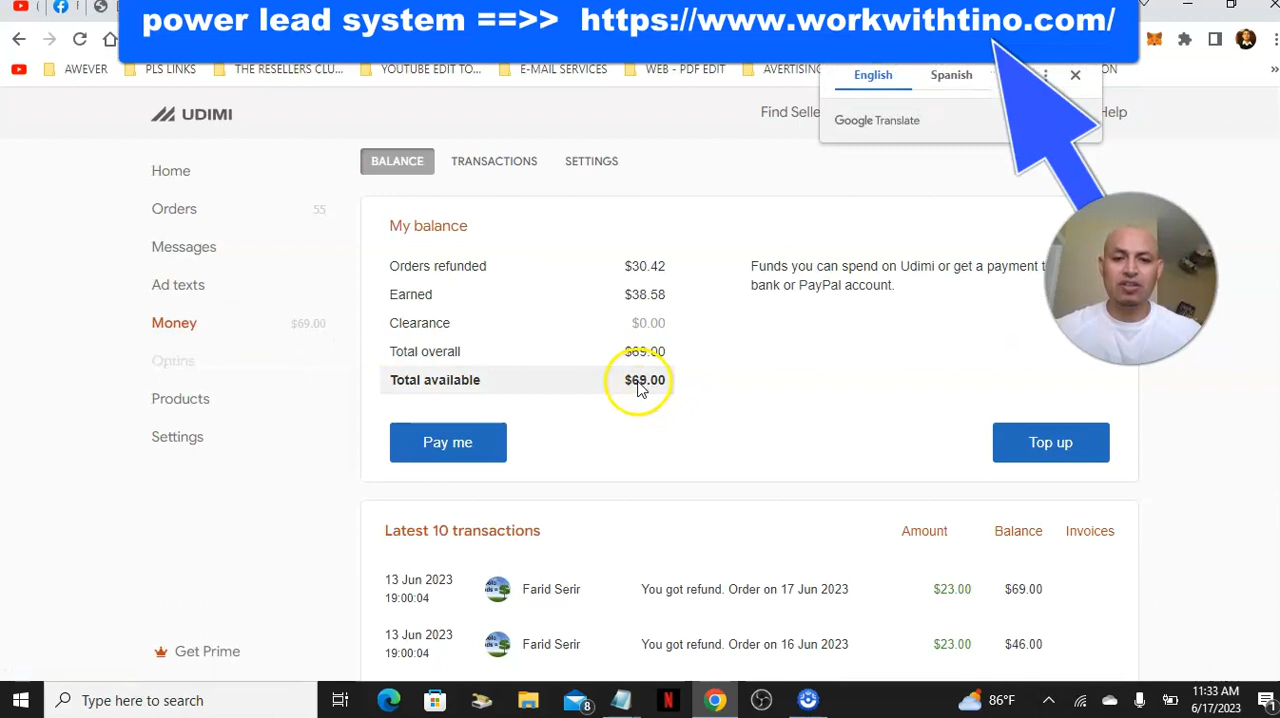 power lead system ==>> https://www.workwithtino.com/
AWEVER
PLS LINKS
THE RESELLERS CLU...
YOUTUBE EDIT TO...
E-MAIL SERVICES
WEB - PDF EDIT
English
Spanish
Google Translate
UDIMI
Find Selle
Help
Home
Orders 55
Messages
Ad texts
Money $69.00
Optins
Products
Settings
Get Prime
BALANCE TRANSACTIONS SETTINGS
My balance
Orders refunded $30.42
Earned $38.58
Clearance $0.00
Total overall $69.00
Total available $69.00
Funds you can spend on Udimi or get a payment t
bank or PayPal account.
Pay me
Top up
Latest 10 transactions Amount Balance Invoices
13 Jun 2023
19:00:04
Farid Serir You got refund. Order on 17 Jun 2023 $23.00 $69.00
13 Jun 2023
19:00:03
Farid Serir You got refund. Order on 16 Jun 2023 $23.00 $46.00
Type here to search
8
86°F
11:33 AM
6/17/2023
1